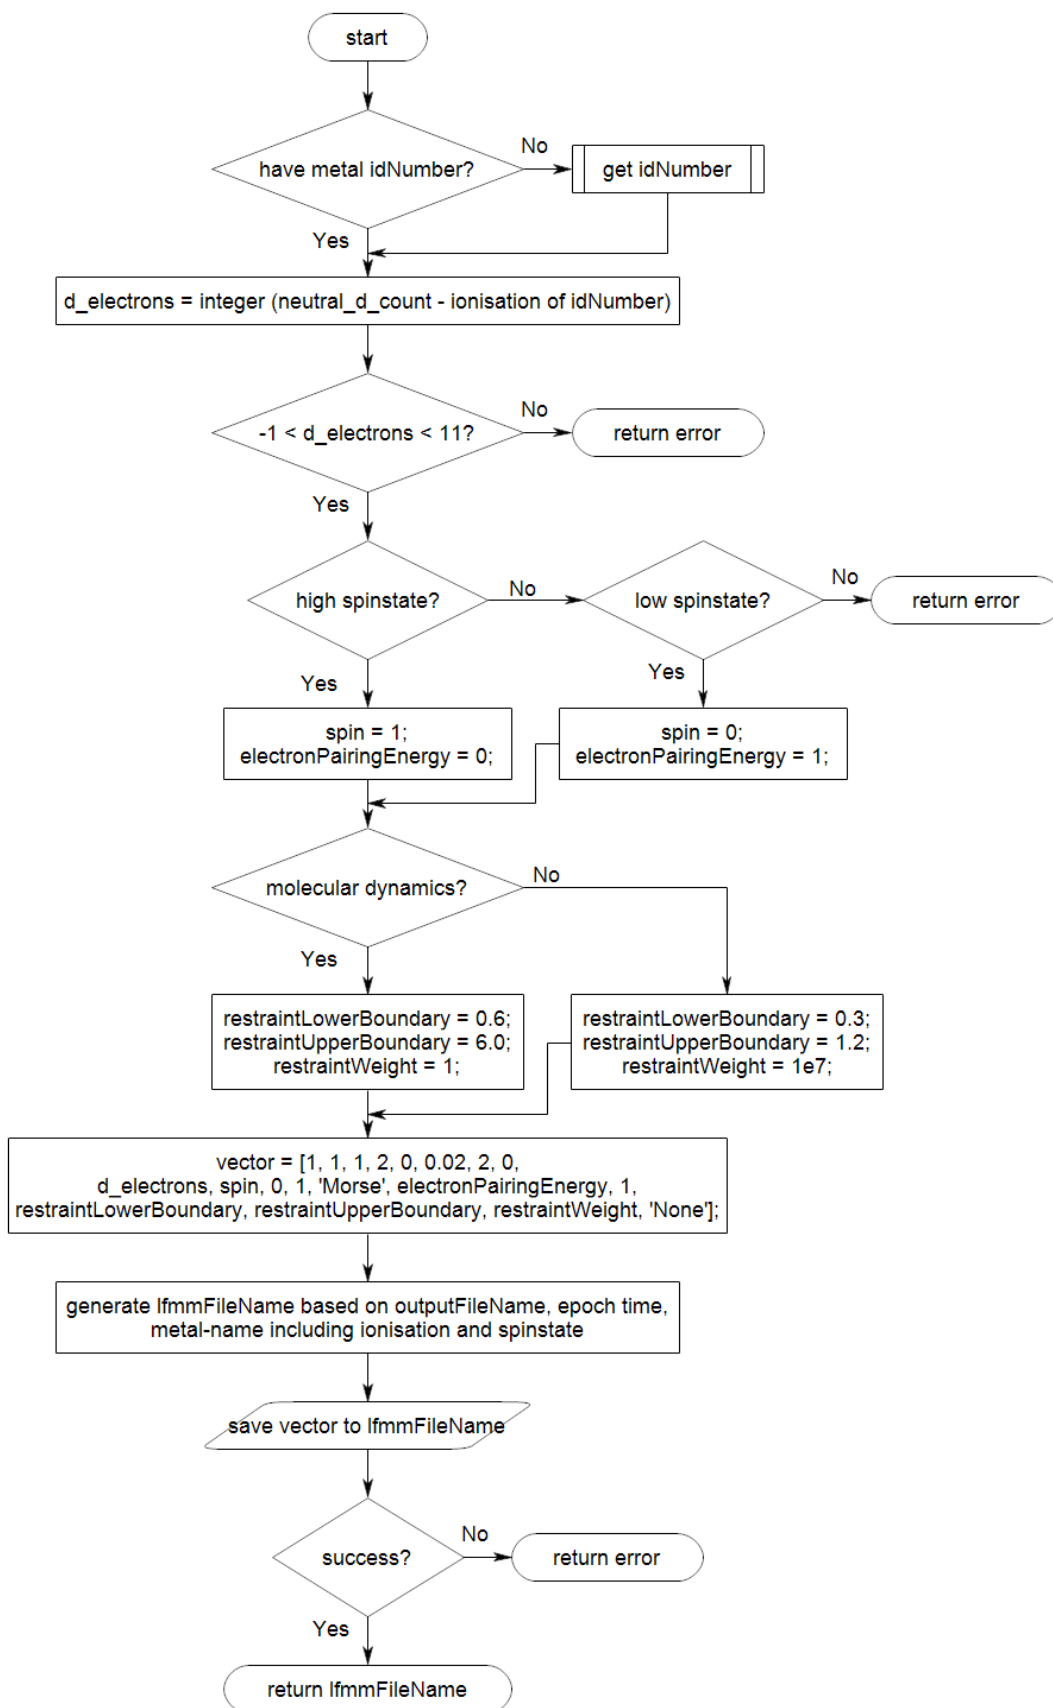 start
have metal idNumber?
No
get idNumber
Yes
d_electrons = integer (neutral_d_count - ionisation of idNumber)
-1 < d_electrons < 11?
No
return error
Yes
high spinstate?
No
low spinstate?
No
return error
Yes
Yes
spin = 1;
electronPairingEnergy = 0;
spin = 0;
electronPairingEnergy = 1;
molecular dynamics?
No
Yes
restraintLowerBoundary = 0.6;
restraintUpperBoundary = 6.0;
restraintWeight = 1;
restraintLowerBoundary = 0.3;
restraintUpperBoundary = 1.2;
restraintWeight = 1e7;
vector = [1, 1, 1, 2, 0, 0.02, 2, 0,
d_electrons, spin, 0, 1, 'Morse', electronPairingEnergy, 1,
restraintLowerBoundary, restraintUpperBoundary, restraintWeight, 'None'];
generate lfmmFileName based on outputFileName, epoch time,
metal-name including ionisation and spinstate
save vector to lfmmFileName
success?
No
return error
Yes
return lfmmFileName